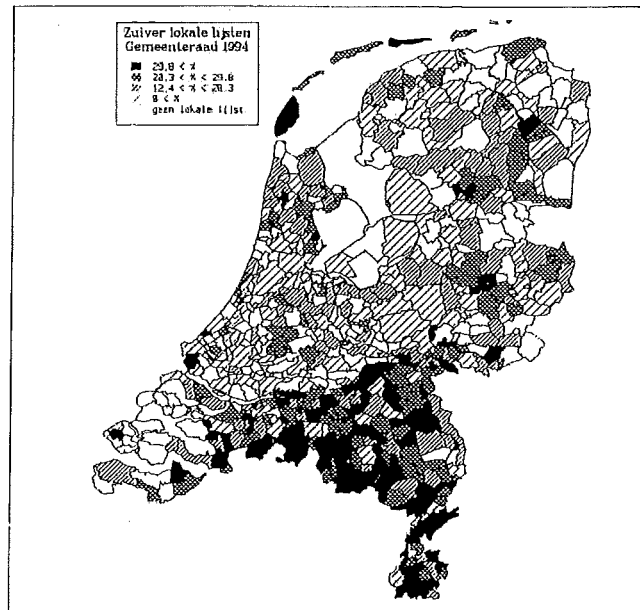 Zuiver lokale lijsten
Gemeenteraad 1994
29,8 < %
20,3 < % < 29,8
12,4 < % < 20,3
0 < %
geen lokale lijst